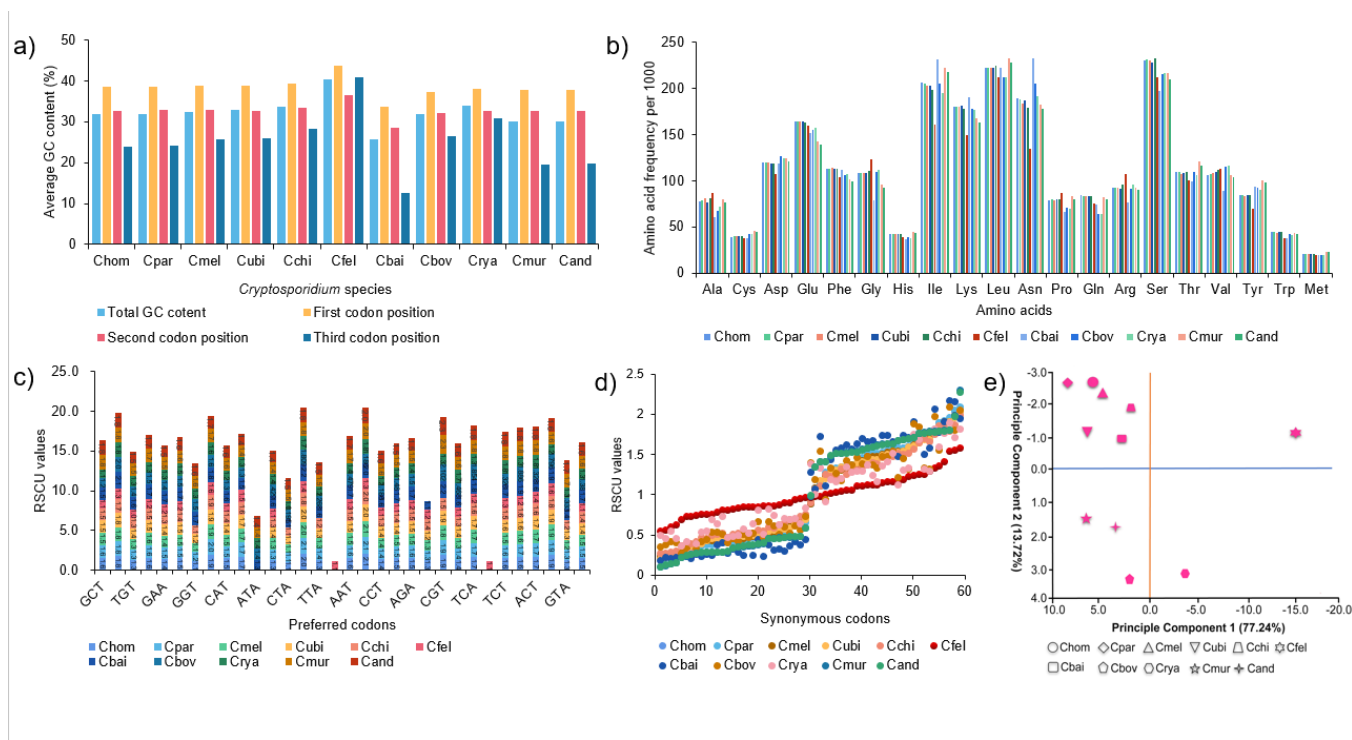 a)
50
40
30
20
10
0
Average GC content (%)
Chom Cpar Cmel Cubi Cchi Cfel Cbai Cbov Crya Cmur Cand
Cryptosporidium species
Total GC cotent First codon position
Second codon position Third codon position
b)
250
200
150
100
50
0
Amino acid frequency per 1000
Ala Cys Asp Glu Phe Gly His Ile Lys Leu Asn Pro Gln Arg Ser Thr Val Tyr Trp Met
Amino acids
Chom Cpar Cmel Cubi Cchi Cfel Cbai Cbov Crya Cmur Cand
c)
25.0
20.0
15.0
10.0
5.0
0.0
RSCU values
GCT TGT GAA GGT CAT ATA CTA TTA AAT CCT AGA CGT TCA TCT ACT GTA
Preferred codons
Chom Cpar Cmel Cubi Cchi Cfel
Cbai Cbov Crya Cmur Cand
d)
2.5
2
1.5
1
0.5
0
RSCU values
0 10 20 30 40 50 60
Synonymous codons
Chom Cpar Cmel Cubi Cchi Cfel
Cbai Cbov Crya Cmur Cand
e)
-3.0
-2.0
-1.0
0.0
1.0
2.0
3.0
4.0
Principle Component 2 (13.72%)
10.0 5.0 0.0 -5.0 -10.0 -15.0 -20.0
Principle Component 1 (77.24%)
Chom Cpar Cmel Cubi Cchi Cfel
Cbai Cbov Crya Cmur Cand